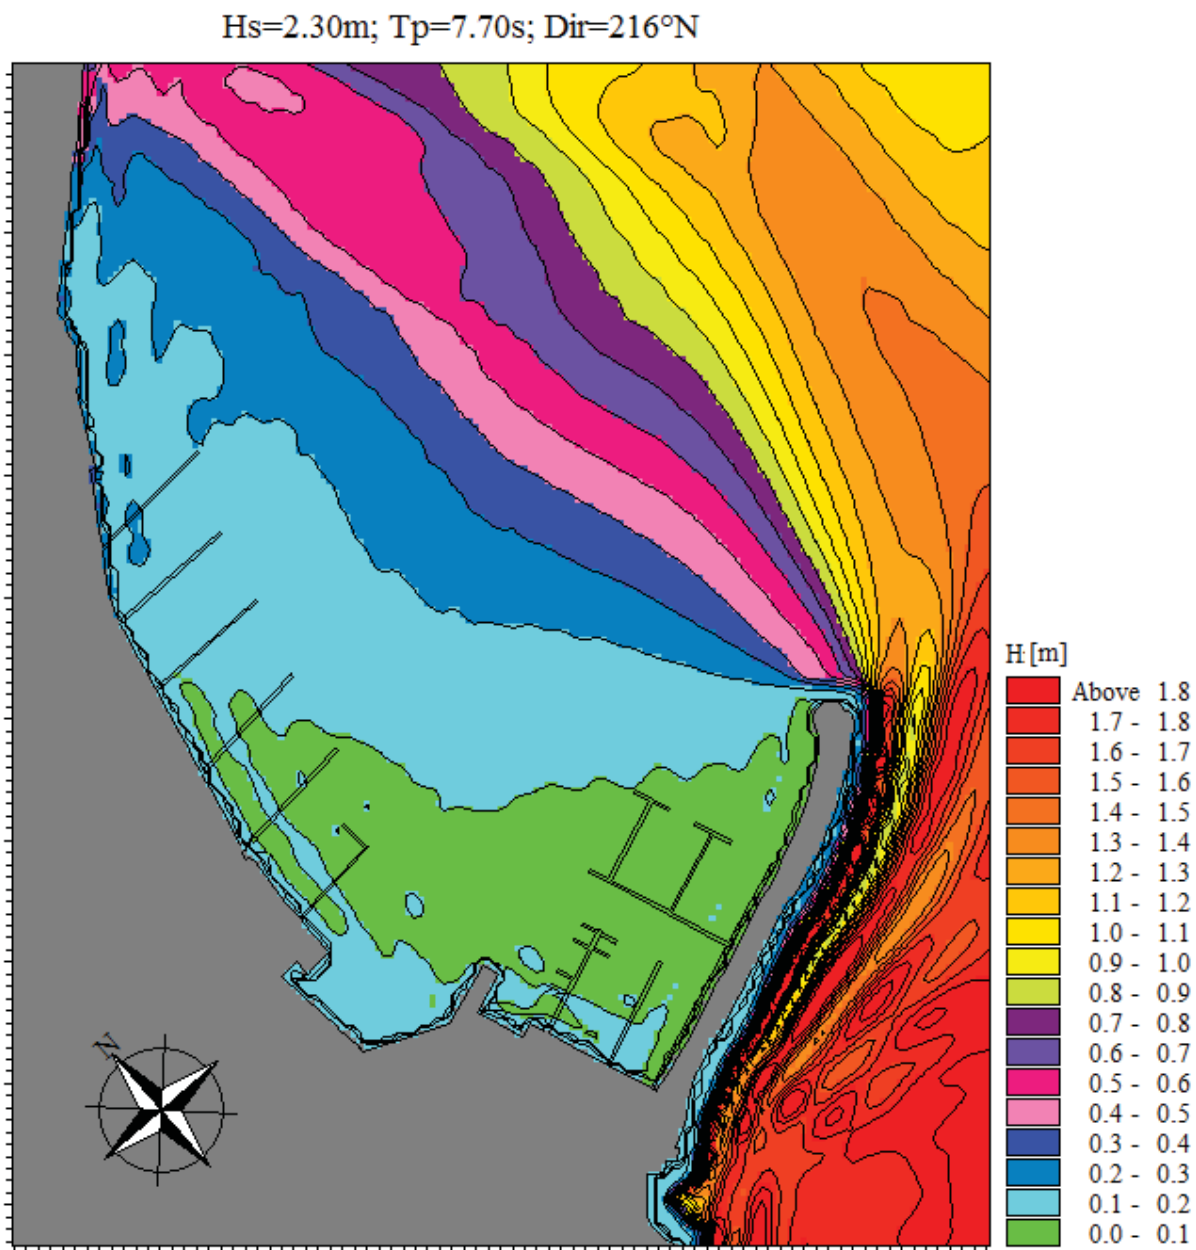 Hs=2.30m; Tp=7.70s; Dir=216°N
H [m]
Above 1.8
1.7 - 1.8
1.6 - 1.7
1.5 - 1.6
1.4 - 1.5
1.3 - 1.4
1.2 - 1.3
1.1 - 1.2
1.0 - 1.1
0.9 - 1.0
0.8 - 0.9
0.7 - 0.8
0.6 - 0.7
0.5 - 0.6
0.4 - 0.5
0.3 - 0.4
0.2 - 0.3
0.1 - 0.2
0.0 - 0.1
N